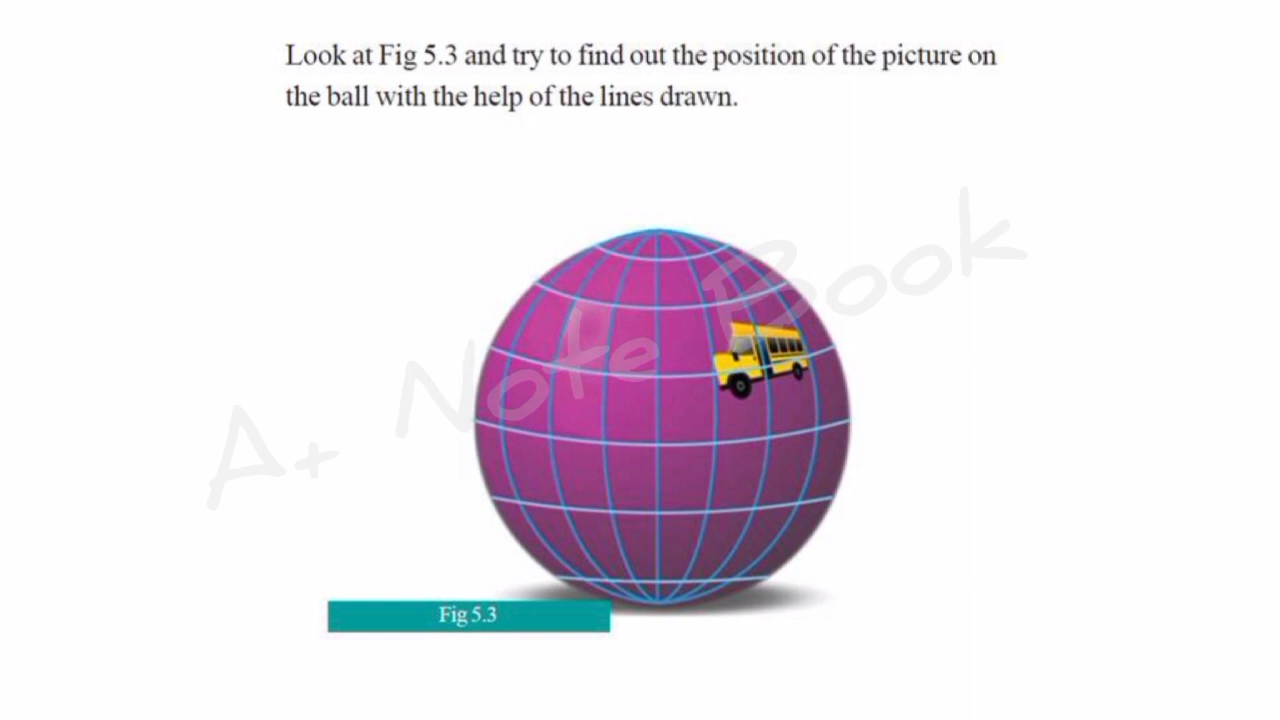 Look at Fig 5.3 and try to find out the position of the picture on
the ball with the help of the lines drawn.
A+ Note Book
Fig 5.3